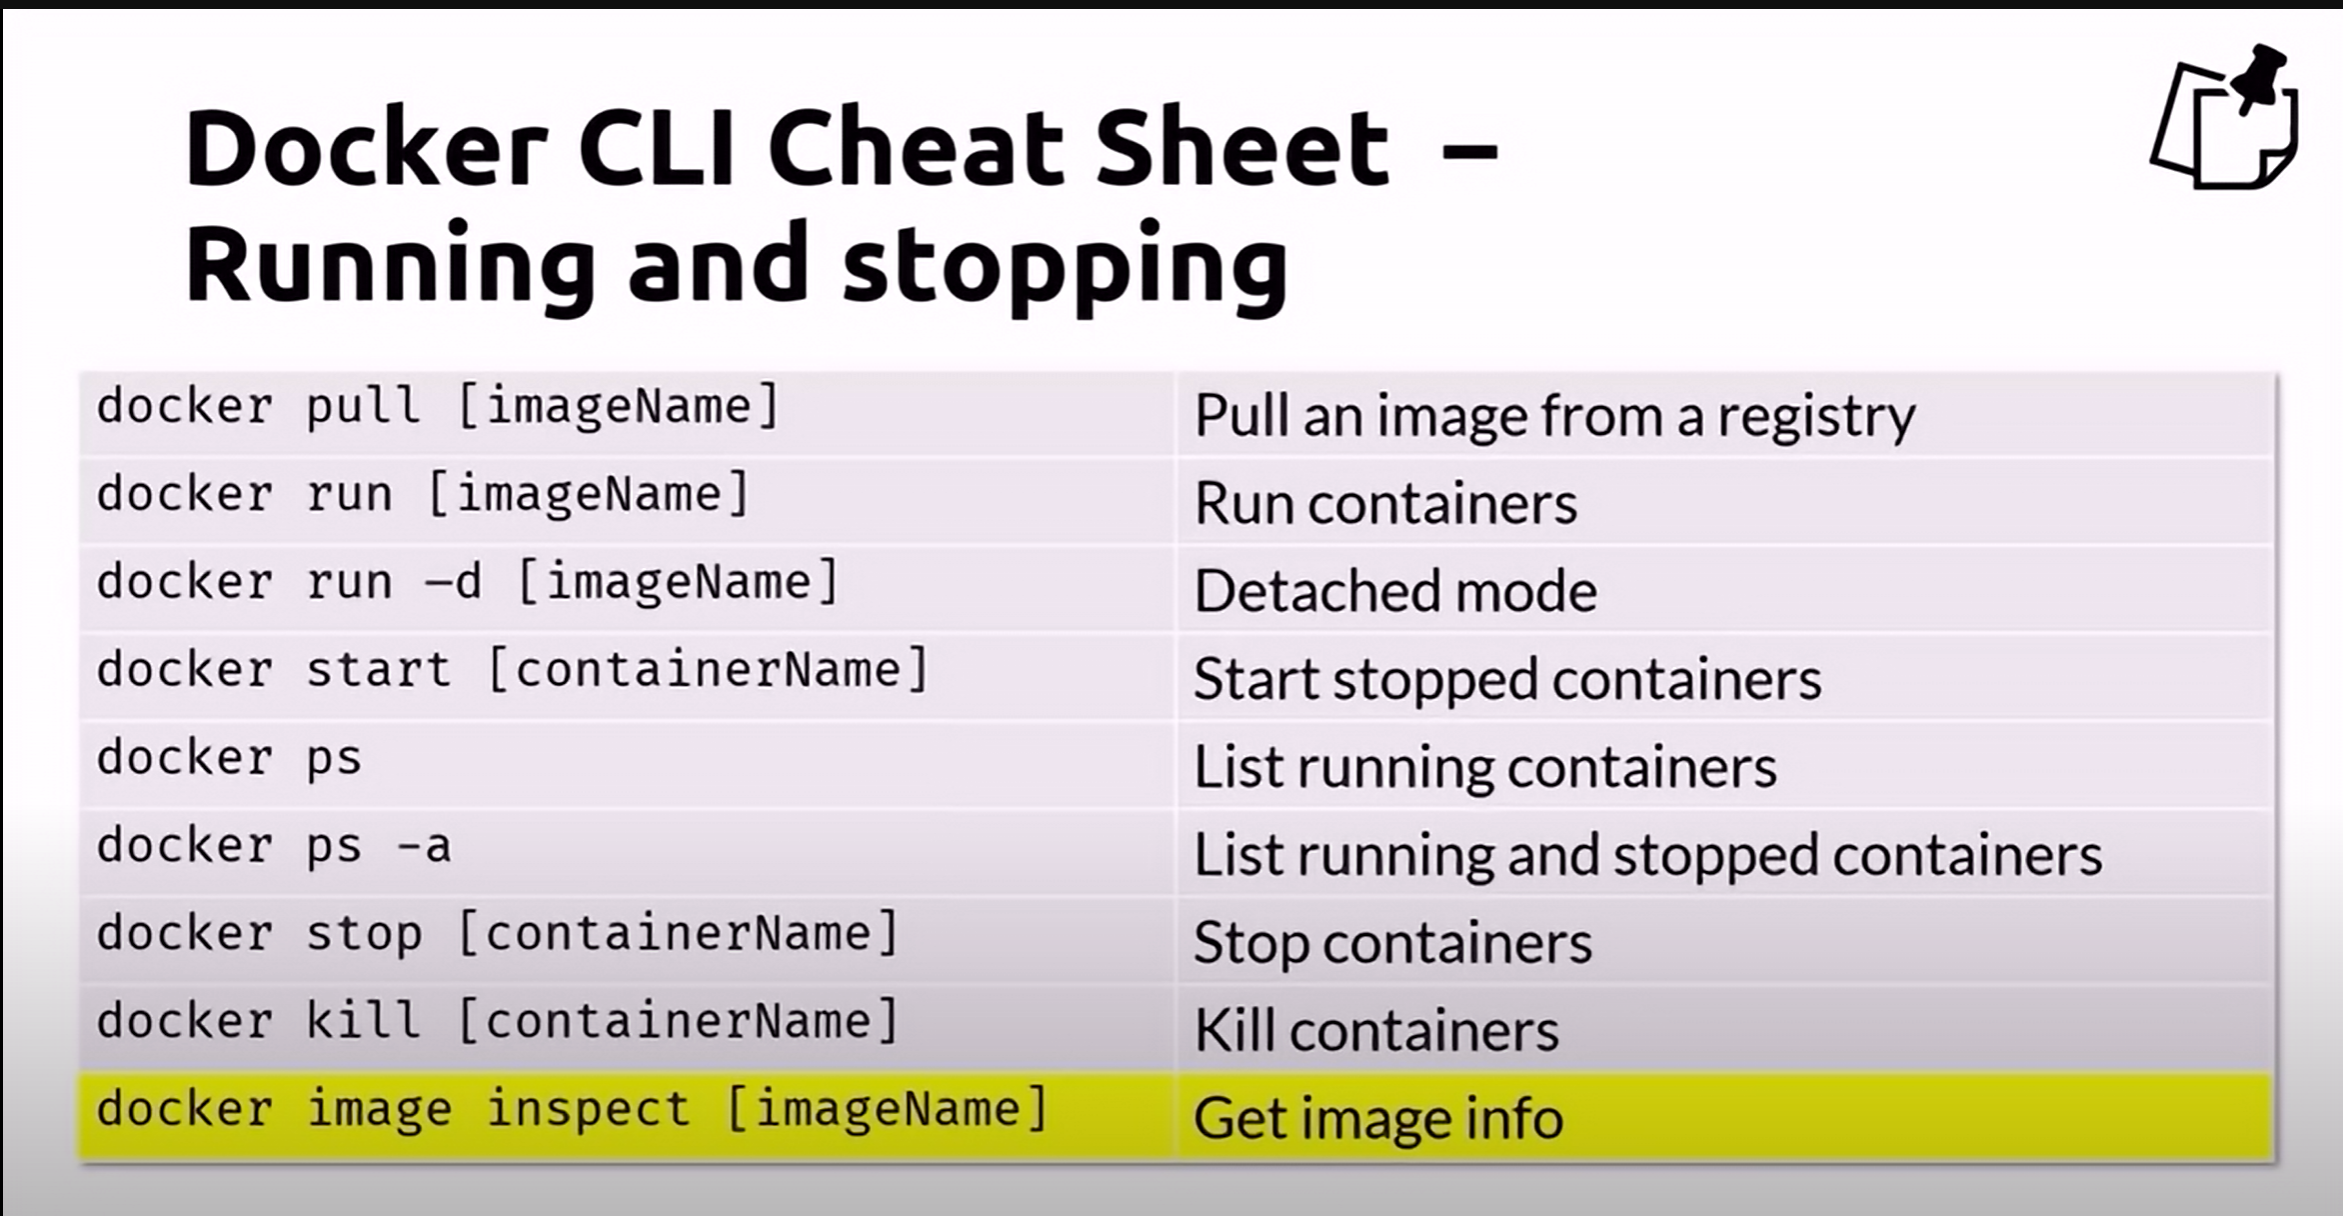 Docker CLI Cheat Sheet –
Running and stopping
docker pull [imageName] Pull an image from a registry
docker run [imageName] Run containers
docker run –d [imageName] Detached mode
docker start [containerName] Start stopped containers
docker ps List running containers
docker ps -a List running and stopped containers
docker stop [containerName] Stop containers
docker kill [containerName] Kill containers
docker image inspect [imageName] Get image info